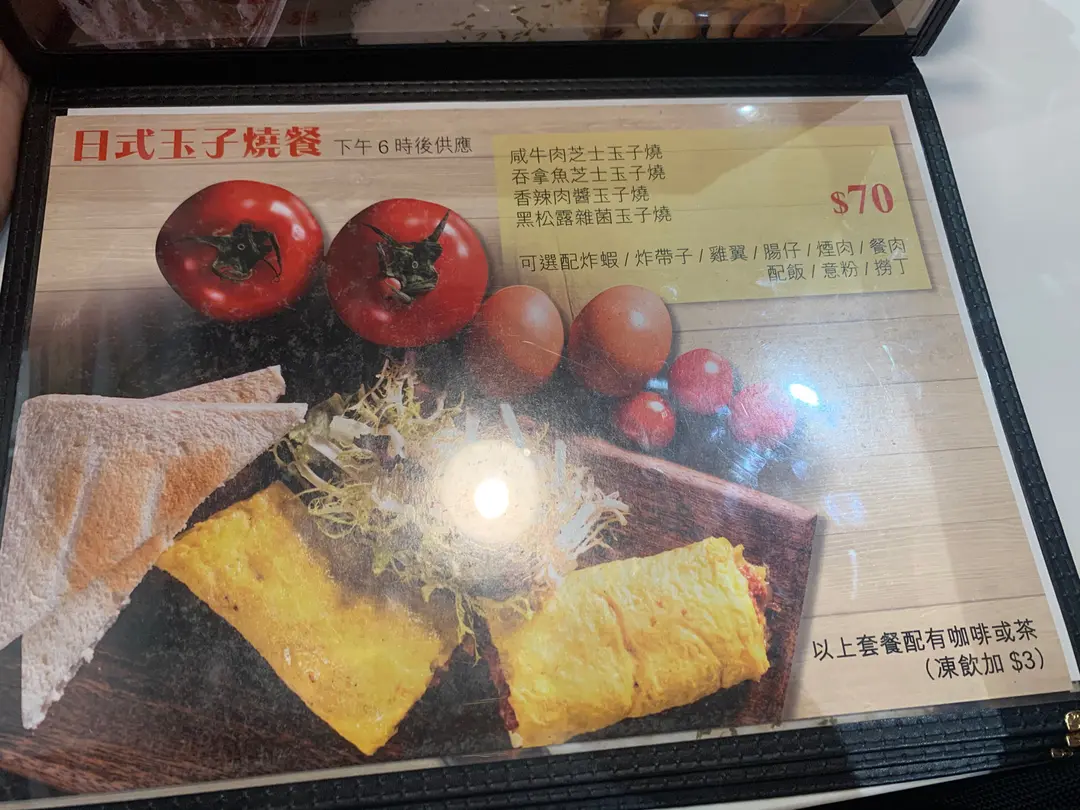 日式玉子燒餐 下午6時後供應
咸牛肉芝士玉子燒
吞拿魚芝士玉子燒
香辣肉醬玉子燒
黑松露雜菌玉子燒
$70
可選配炸蝦/炸帶子/雞翼/腸仔/煙肉/餐肉
配飯/意粉/撈丁
以上套餐配有咖啡或茶
(凍飲加 $3)